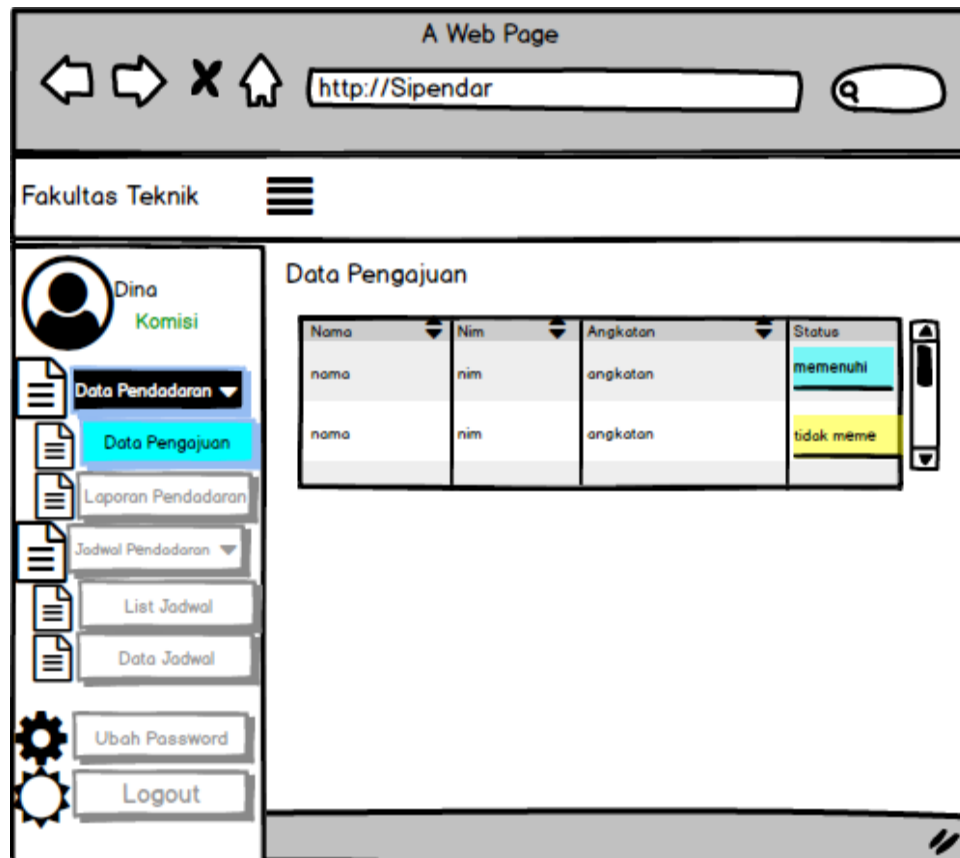 A Web Page
http://Sipendar
Fakultas Teknik
Dina
Komisi
Data Pendadaran
Data Pengajuan
Laporan Pendadaran
Jadwal Pendadaran
List Jadwal
Data Jadwal
Ubah Password
Logout
Data Pengajuan
Nama Nim Angkatan Status
nama nim angkatan memenuhi
nama nim angkatan tidak meme